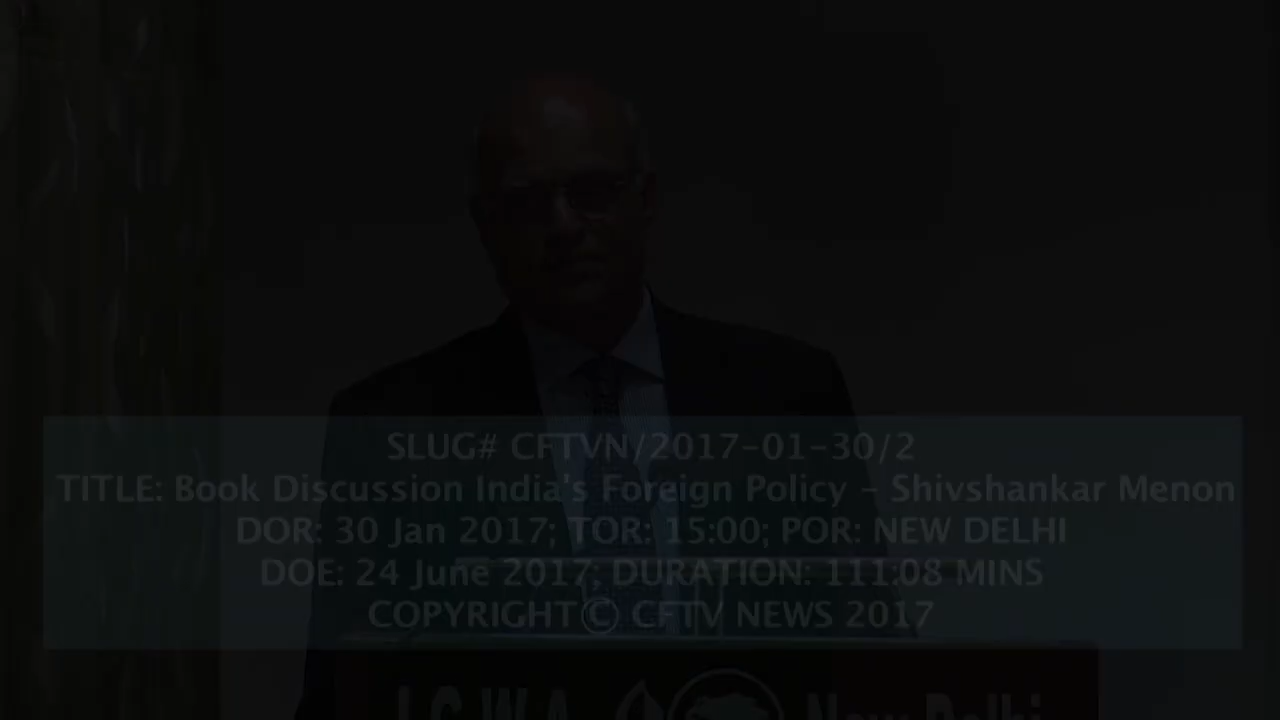 SLUG# CFTVN/2017-01-30/2
TITLE: Book Discussion India's Foreign Policy - Shivshankar Menon
DOR: 30 Jan 2017; TOR: 15:00; POR: NEW DELHI
DOE: 24 June 2017; DURATION: 111:08 MINS
COPYRIGHT © CFTV NEWS 2017
I.C.W.A. New Delhi